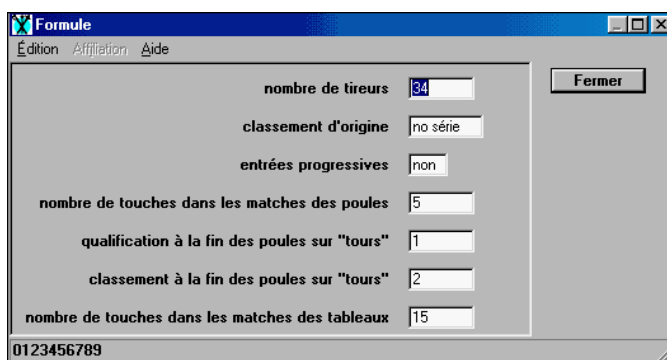 Formule
Édition Affiliation Aide
nombre de tireurs 34
Fermer
classement d'origine no série
entrées progressives non
nombre de touches dans les matches des poules 5
qualification à la fin des poules sur "tours" 1
classement à la fin des poules sur "tours" 2
nombre de touches dans les matches des tableaux 15
0123456789